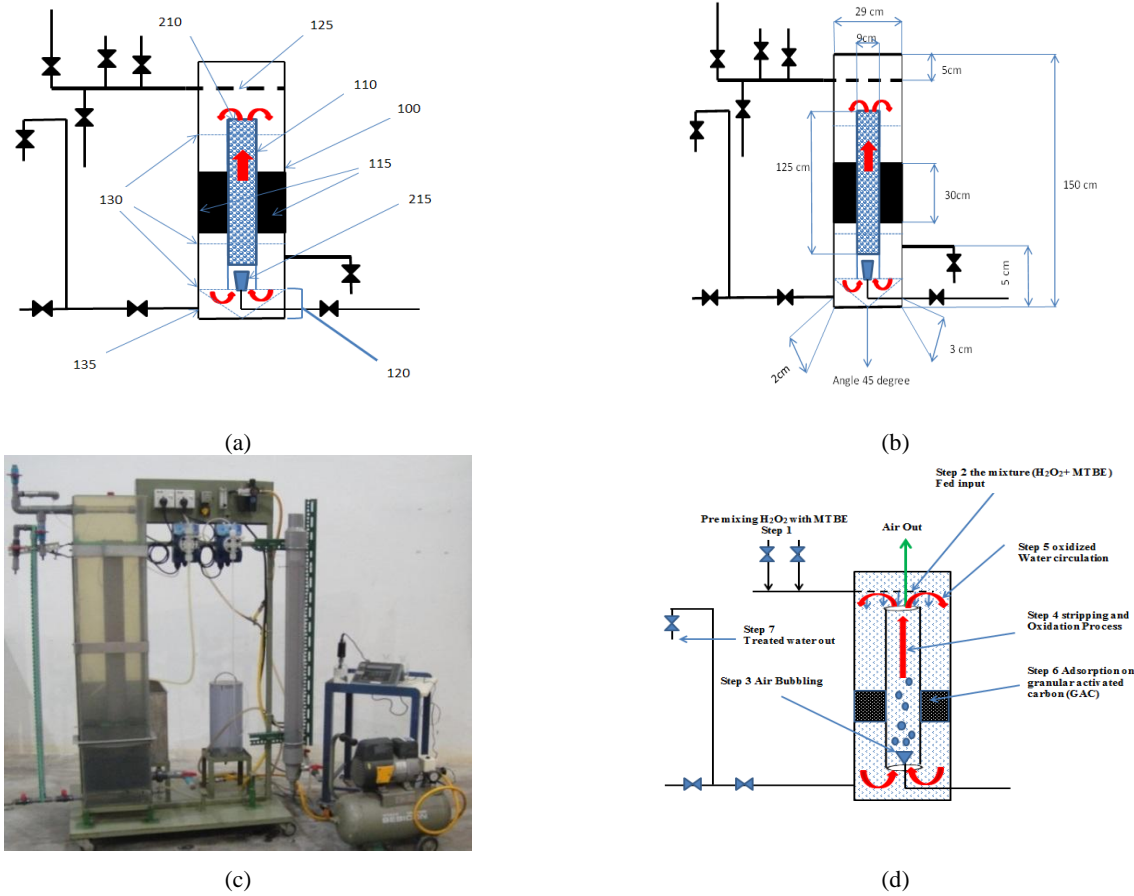 210
125
110
100
115
130
215
135
120
(a)
29 cm
9cm
5cm
125 cm
30cm
150 cm
5 cm
3 cm
2cm
Angle 45 degree
(b)
(c)
Step 2 the mixture (H₂O₂+ MTBE)
Fed input
Pre mixing H₂O₂ with MTBE
Step 1
Air Out
Step 5 oxidized
Water circulation
Step 4 stripping and
Oxidation Process
Step 7
Treated water out
Step 3 Air Bubbling
Step 6 Adsorption on
granular activated
carbon (GAC)
(d)